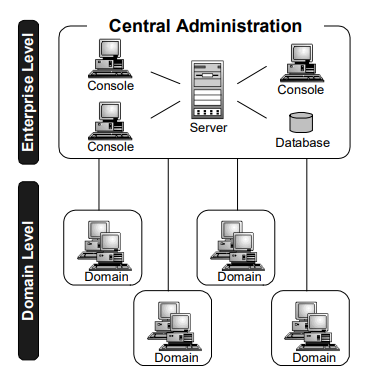 Enterprise Level
Central Administration
Console
Console
Server
Console
Database
Domain Level
Domain
Domain
Domain
Domain